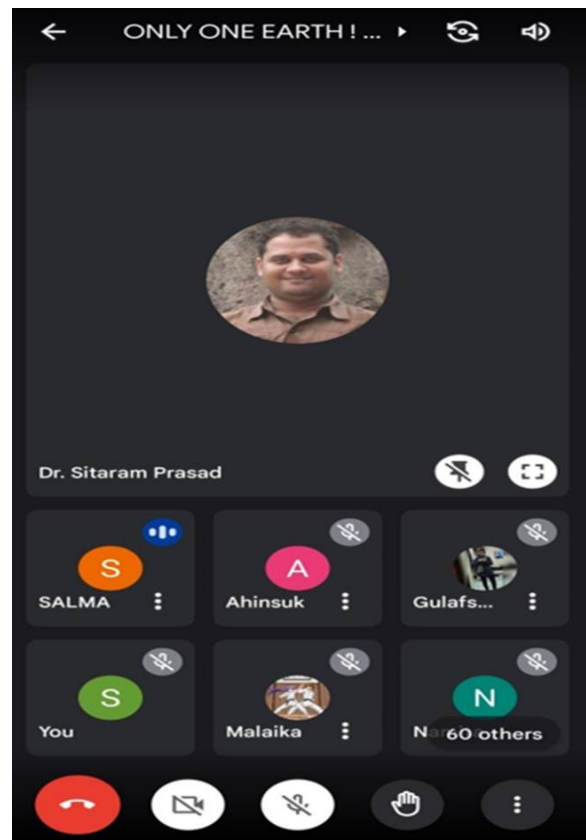 ONLY ONE EARTH ! ...
Dr. Sitaram Prasad
S
A
SALMA
Ahinsuk
Gulafs...
S
N
You
Malaika
60 others